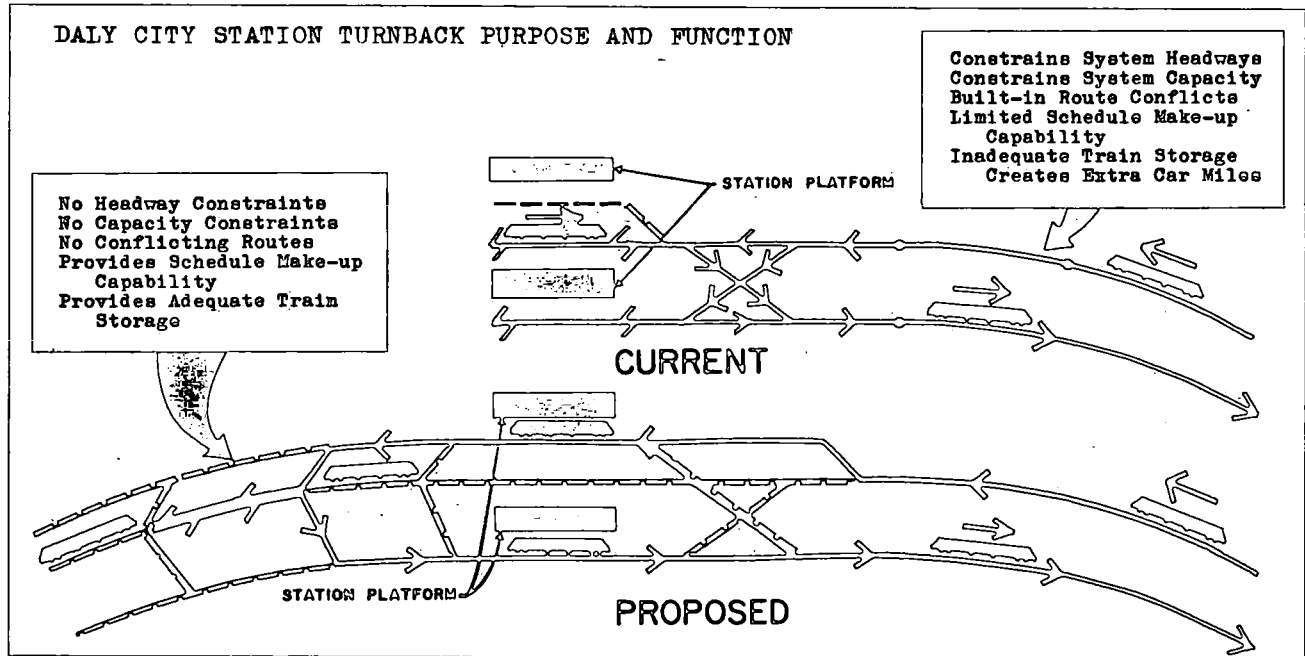 DALY CITY STATION TURNBACK PURPOSE AND FUNCTION
Constrains System Headways
Constrains System Capacity
Built-in Route Conflicts
Limited Schedule Make-up
Capability
Inadequate Train Storage
Creates Extra Car Miles
STATION PLATFORM
No Headway Constraints
No Capacity Constraints
No Conflicting Routes
Provides Schedule Make-up
Capability
Provides Adequate Train
Storage
CURRENT
STATION PLATFORM
PROPOSED